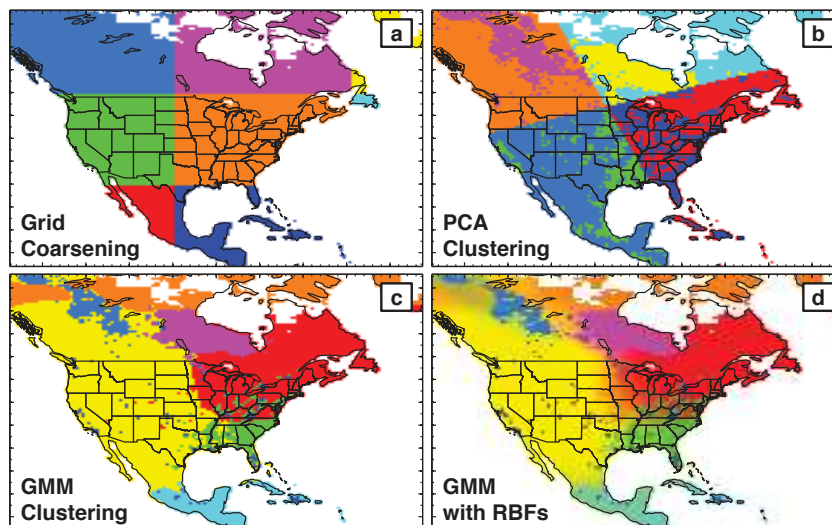 a
Grid
Coarsening
b
PCA
Clustering
c
GMM
Clustering
d
GMM
with RBFs